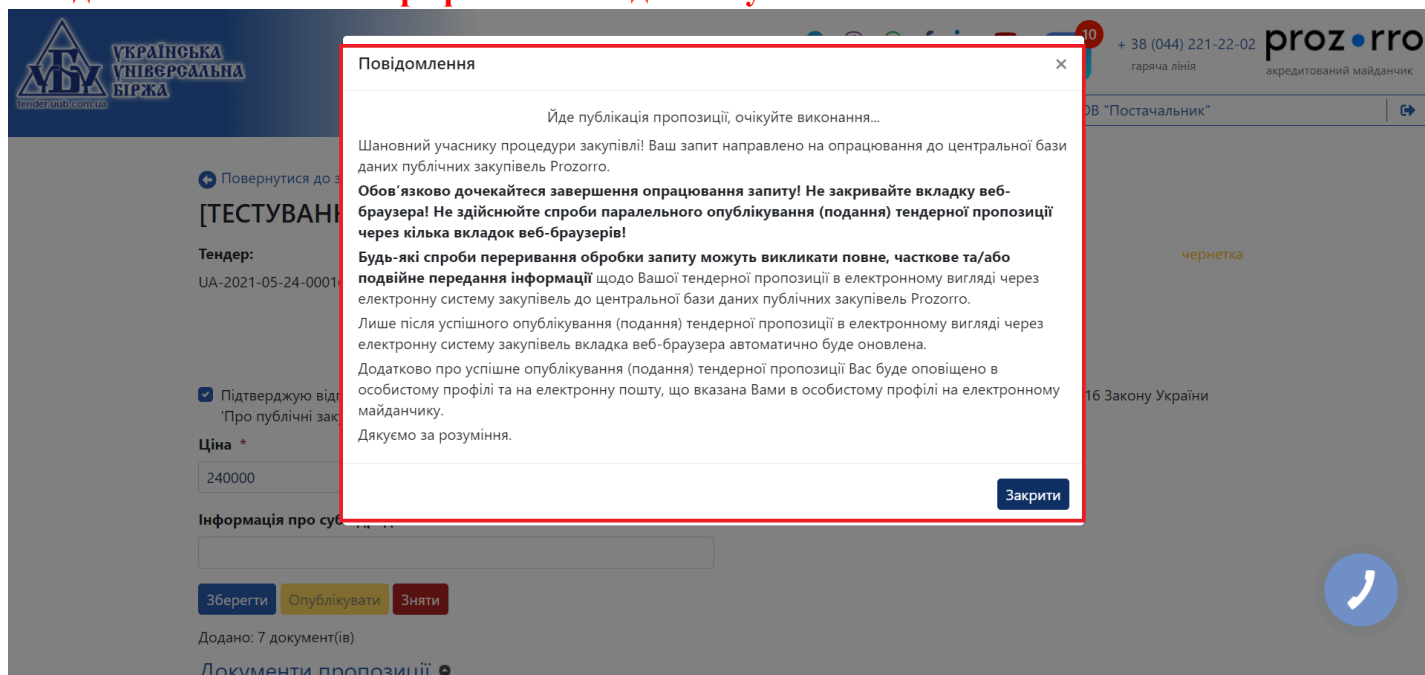 УКРАЇНСЬКА
УНІВЕРСАЛЬНА
БІРЖА
tender.uub.com.ua
10
+ 38 (044) 221-22-02
гаряча лінія
prozorro
акредитований майданчик
ОВ "Постачальник"
Повідомлення ×
Йде публікація пропозиції, очікуйте виконання...
Шановний учаснику процедури закупівлі! Ваш запит направлено на опрацювання до центральної бази
даних публічних закупівель Prozorro.
Обов’язково дочекайтеся завершення опрацювання запиту! Не закривайте вкладку веб-
браузера! Не здійснюйте спроби паралельного опублікування (подання) тендерної пропозиції
через кілька вкладок веб-браузерів!
Будь-які спроби переривання обробки запиту можуть викликати повне, часткове та/або
подвійне передання інформації щодо Вашої тендерної пропозиції в електронному вигляді через
електронну систему закупівель до центральної бази даних публічних закупівель Prozorro.
Лише після успішного опублікування (подання) тендерної пропозиції в електронному вигляді через
електронну систему закупівель вкладка веб-браузера автоматично буде оновлена.
Додатково про успішне опублікування (подання) тендерної пропозиції Вас буде оповіщено в
особистому профілі та на електронну пошту, що вказана Вами в особистому профілі на електронному
майданчику.
Дякуємо за розуміння.
Закрити
Повернутися до
[ТЕСТУВАНН
Тендер:
чернетка
UA-2021-05-24-0001
Підтверджую від
16 Закону України
'Про публічні зак
Ціна *
240000
Інформація про суб
Зберегти Опублікувати Зняти
Додано: 7 документ(ів)
Документи пропозиції